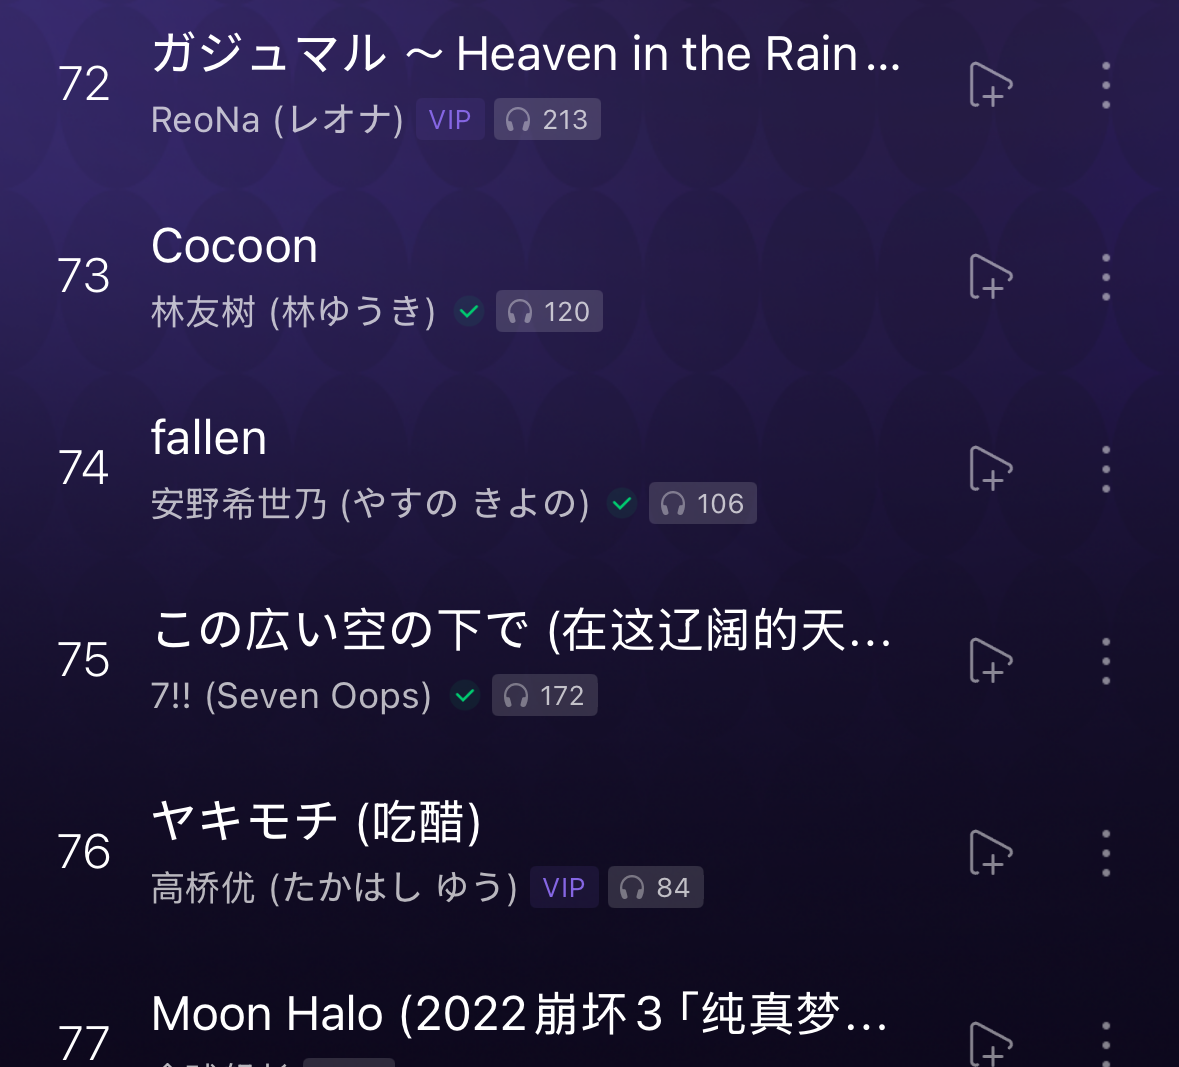 72
ガジュマル ～ Heaven in the Rain...
ReoNa (レオナ) VIP 213
73
Cocoon
林友树 (林ゆうき) 120
74
fallen
安野希世乃 (やすの きよの) 106
75
この広い空の下で (在这辽阔的天...
7!! (Seven Oops) 172
76
ヤキモチ (吃醋)
高桥优 (たかはし ゆう) VIP 84
77
Moon Halo (2022崩坏3「纯真梦...